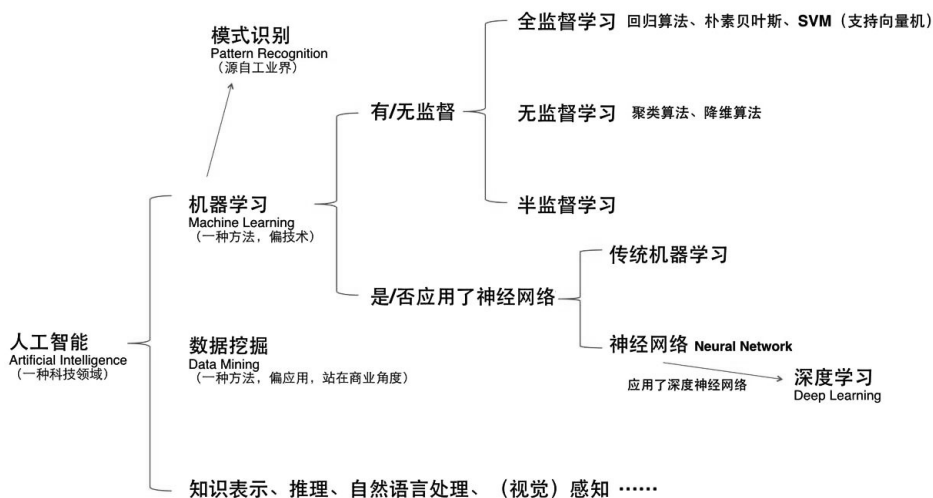 模式识别
Pattern Recognition
（源自工业界）
全监督学习 回归算法、朴素贝叶斯、SVM（支持向量机）
有/无监督
无监督学习 聚类算法、降维算法
半监督学习
机器学习
Machine Learning
（一种方法，偏技术）
传统机器学习
是/否应用了神经网络
神经网络 Neural Network
应用了深度神经网络
深度学习
Deep Learning
人工智能
Artificial Intelligence
（一种科技领域）
数据挖掘
Data Mining
（一种方法，偏应用，站在商业角度）
知识表示、推理、自然语言处理、（视觉）感知 ……